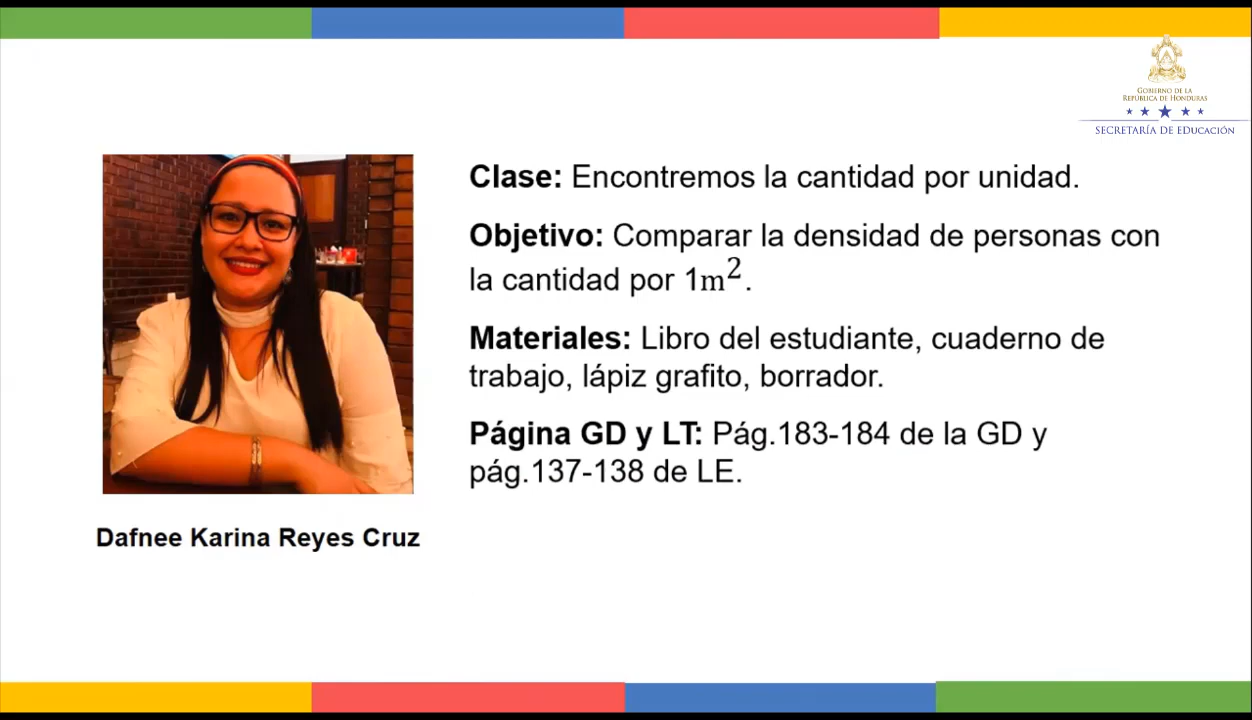 GOBIERNO DE LA
REPÚBLICA DE HONDURAS
SECRETARÍA DE EDUCACIÓN
Clase: Encontremos la cantidad por unidad.
Objetivo: Comparar la densidad de personas con
la cantidad por 1m².
Materiales: Libro del estudiante, cuaderno de
trabajo, lápiz grafito, borrador.
Página GD y LT: Pág.183-184 de la GD y
pág.137-138 de LE.
Dafnee Karina Reyes Cruz